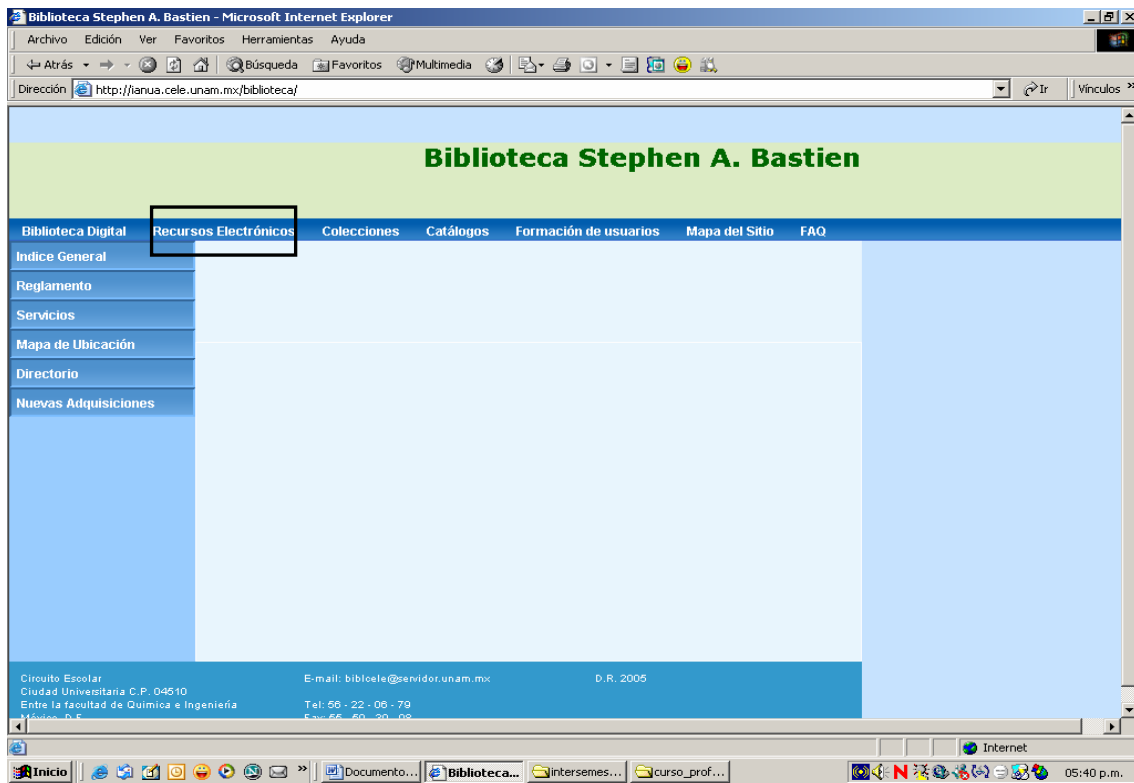 Biblioteca Stephen A. Bastien - Microsoft Internet Explorer
Archivo Edición Ver Favoritos Herramientas Ayuda
Atrás Búsqueda Favoritos Multimedia
Dirección http://ianua.cele.unam.mx/biblioteca/ Ir Vínculos »
Biblioteca Stephen A. Bastien
Biblioteca Digital Recursos Electrónicos Colecciones Catálogos Formación de usuarios Mapa del Sitio FAQ
Indice General
Reglamento
Servicios
Mapa de Ubicación
Directorio
Nuevas Adquisiciones
Circuito Escolar E-mail: biblcele@servidor.unam.mx D.R. 2005
Ciudad Universitaria C.P. 04510
Entre la facultad de Quimica e Ingeniería Tel: 56 - 22 - 06 - 79
México, D.F.
Internet
Inicio » Documento... Biblioteca... intersemes... curso_prof... N 05:40 p.m.